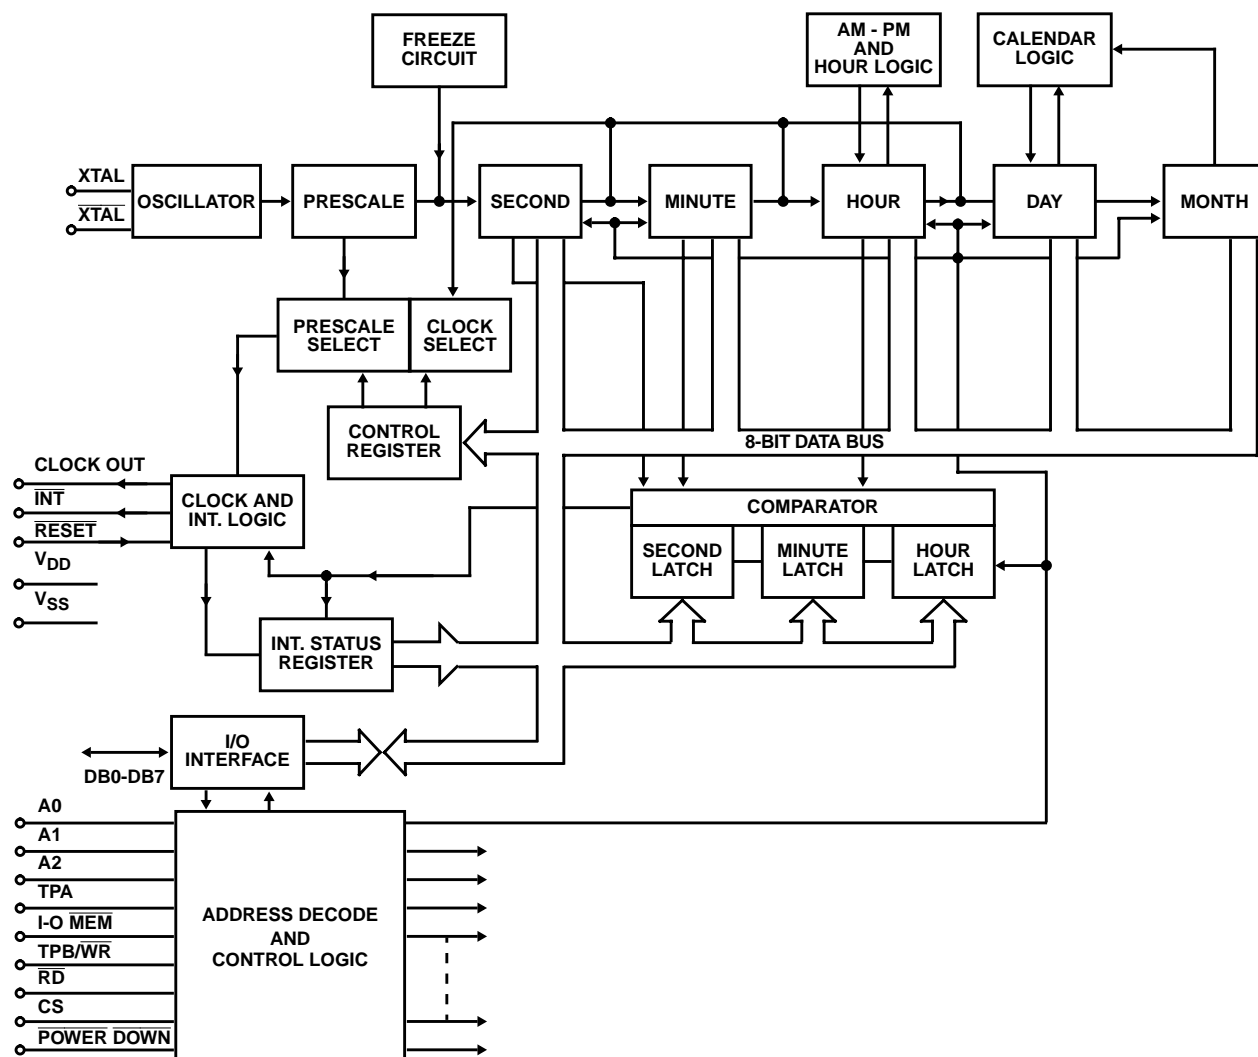 FREEZE
CIRCUIT
AM - PM
AND
HOUR LOGIC
CALENDAR
LOGIC
XTAL
XTAL
OSCILLATOR
PRESCALE
SECOND
MINUTE
HOUR
DAY
MONTH
PRESCALE
SELECT
CLOCK
SELECT
CONTROL
REGISTER
8-BIT DATA BUS
CLOCK OUT
INT
RESET
VDD
VSS
CLOCK AND
INT. LOGIC
COMPARATOR
SECOND
LATCH
MINUTE
LATCH
HOUR
LATCH
INT. STATUS
REGISTER
I/O
INTERFACE
DB0-DB7
A0
A1
A2
TPA
I-O MEM
TPB/WR
RD
CS
POWER DOWN
ADDRESS DECODE
AND
CONTROL LOGIC